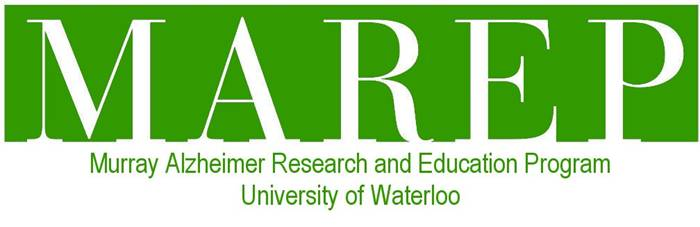 MAREP
Murray Alzheimer Research and Education Program
University of Waterloo